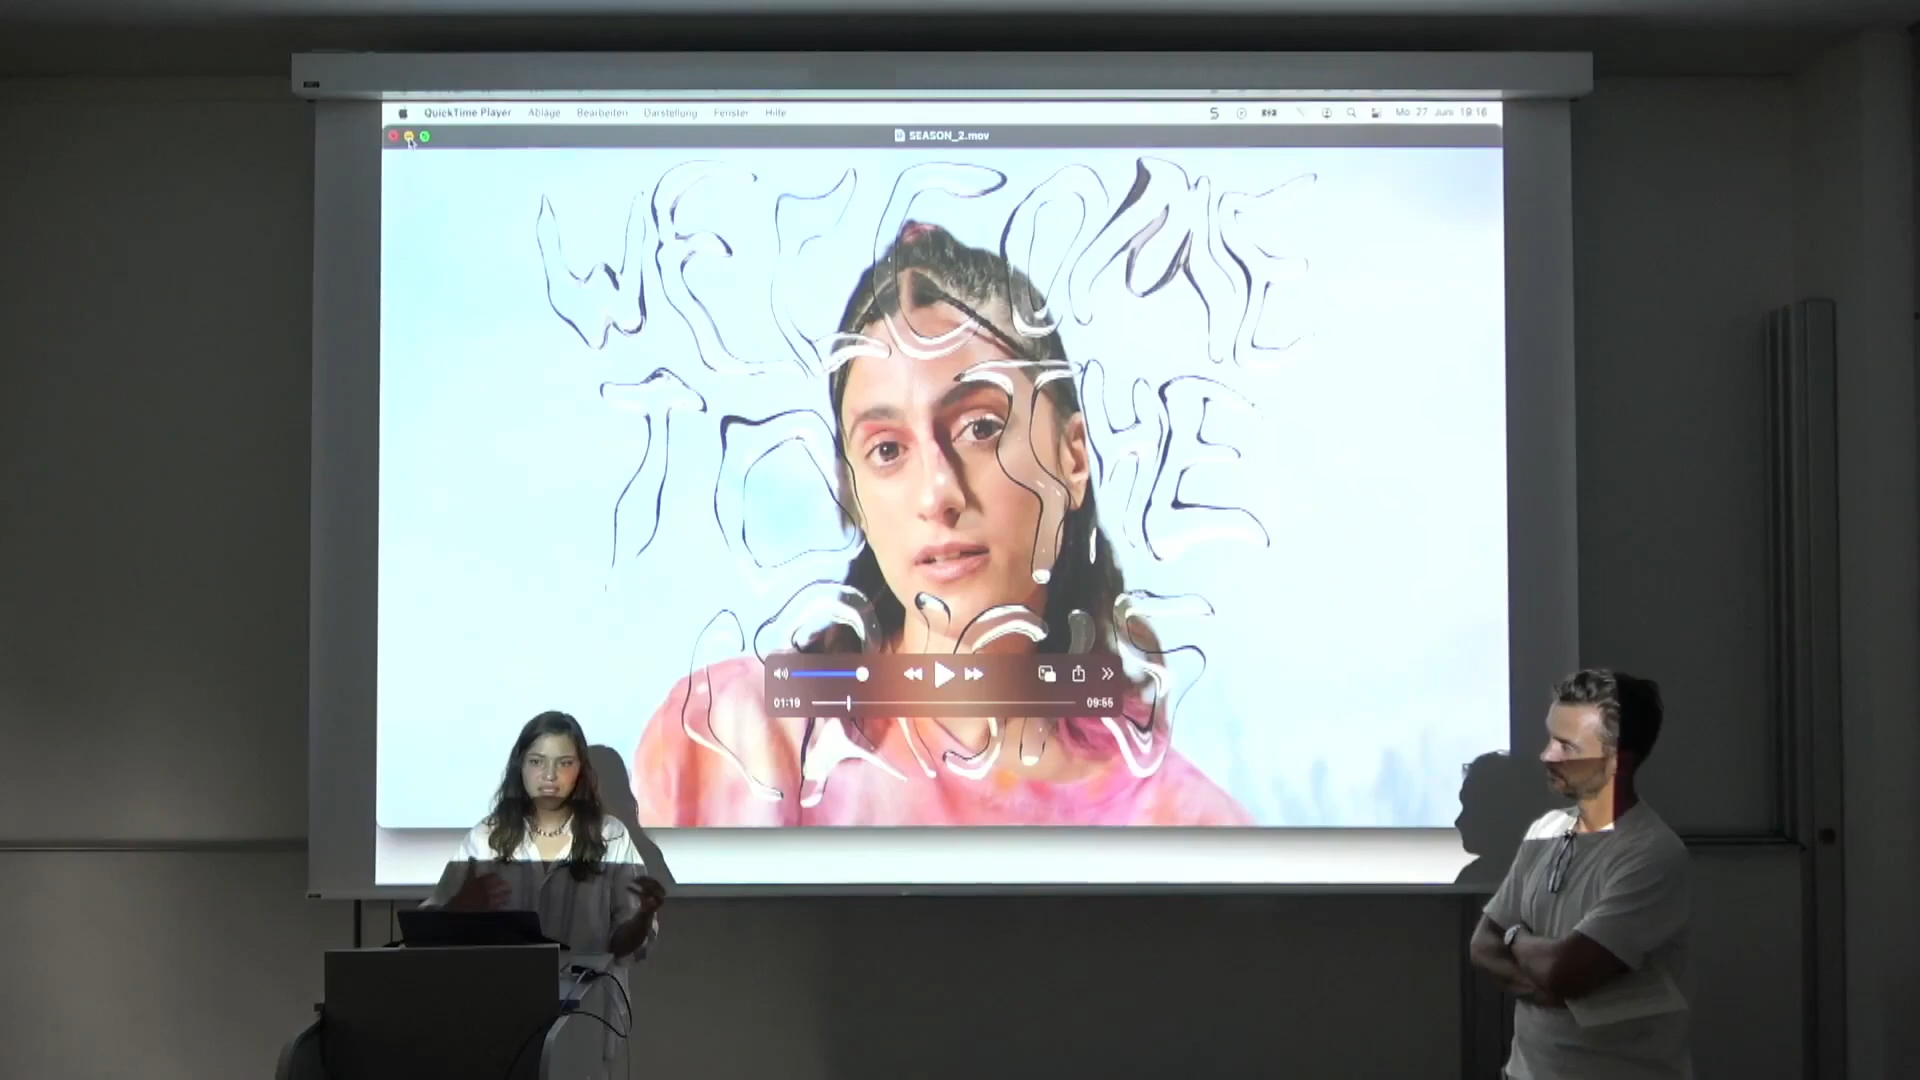 QuickTime Player Ablage Bearbeiten Darstellung Fenster Hilfe Mo 27 Juni 19:16
SEASON_2.mov
WELCOME
TO THE
01:19 09:55